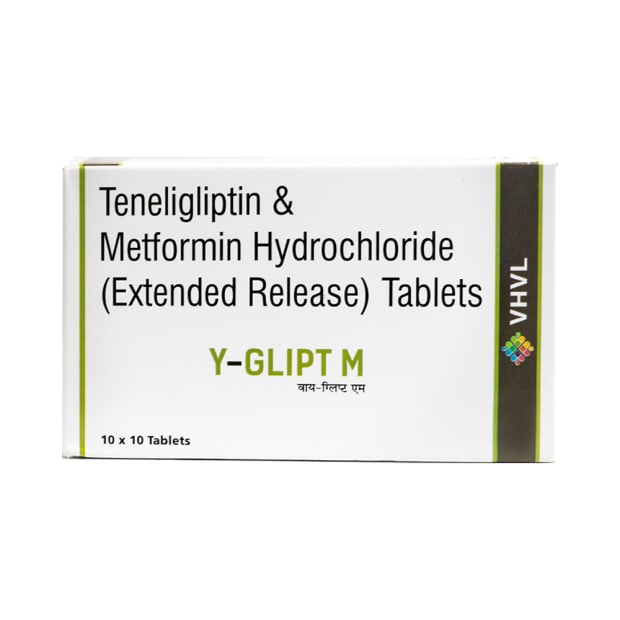 Teneligliptin &
Metformin Hydrochloride
(Extended Release) Tablets
Y-GLIPT M
वाय-ग्लिप्ट एम
10 x 10 Tablets
VHVL